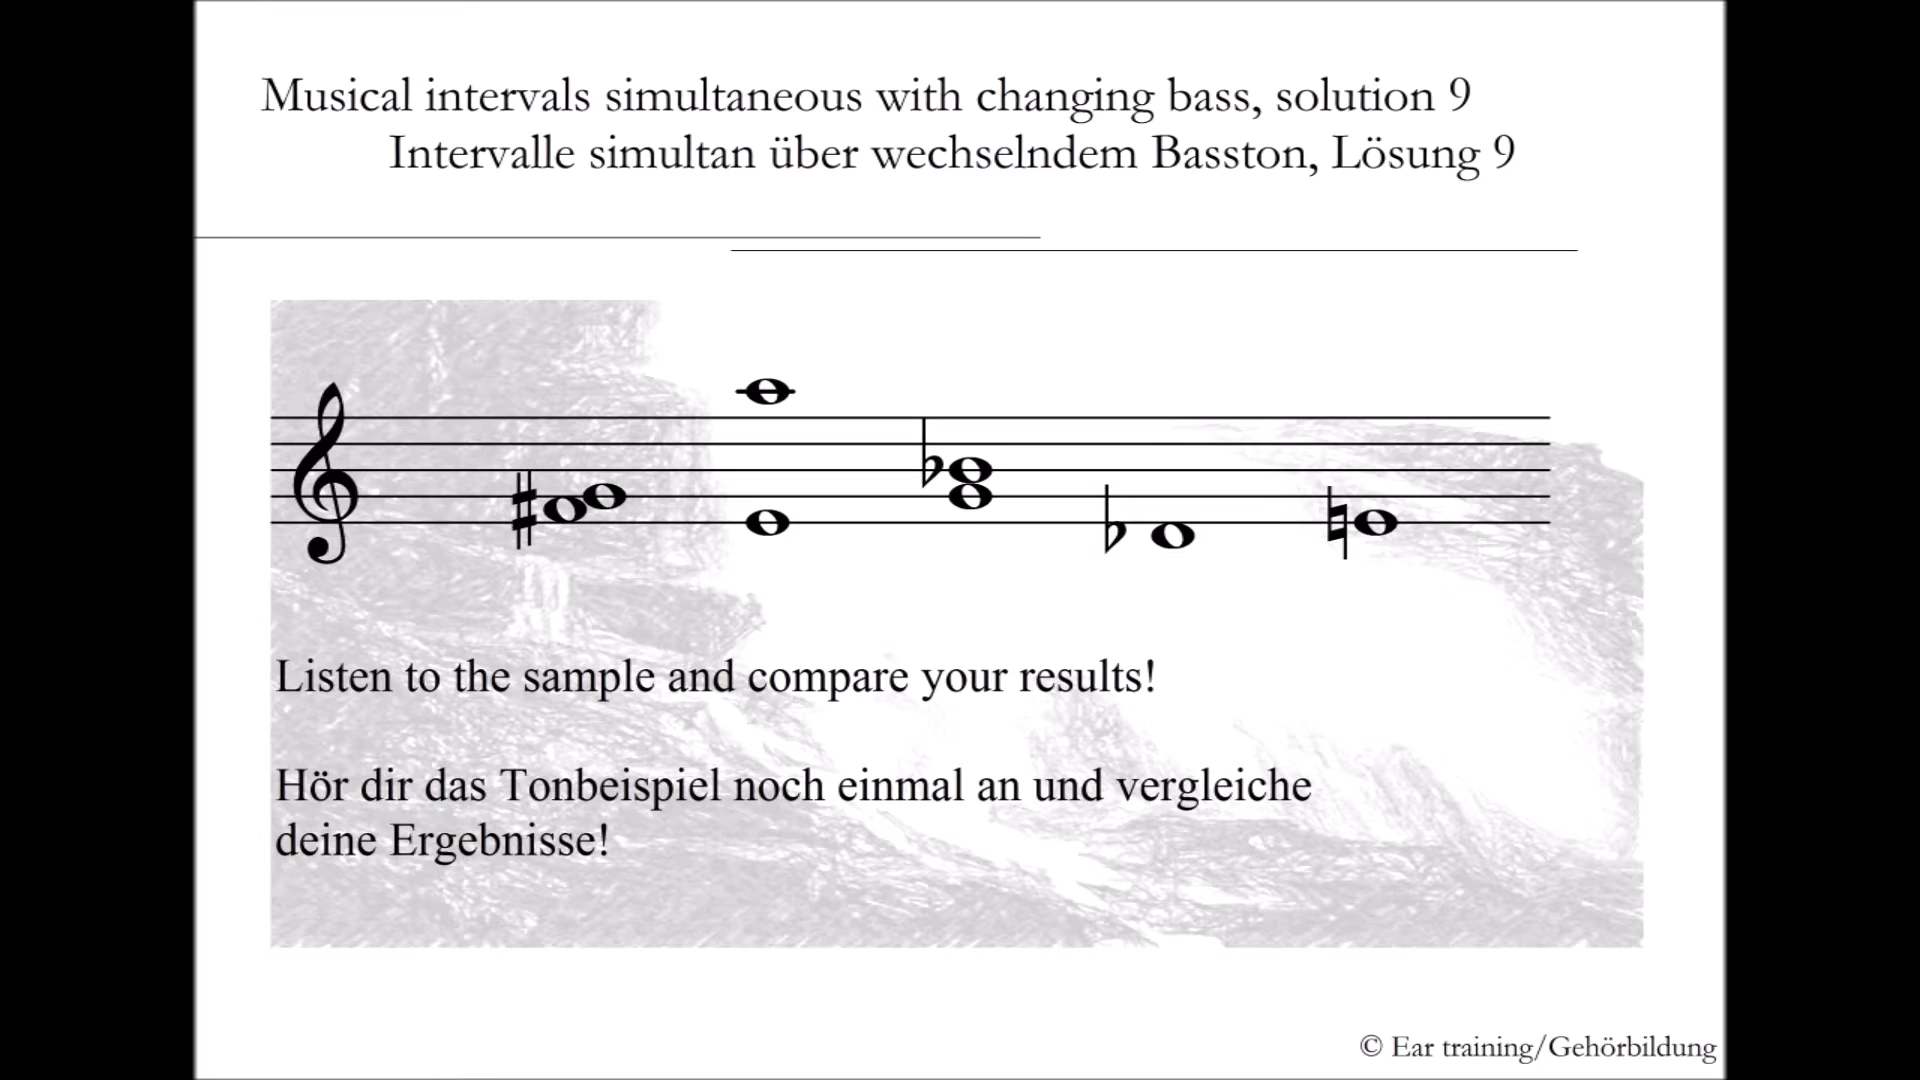 Musical intervals simultaneous with changing bass, solution 9
Intervalle simultan über wechselndem Basston, Lösung 9
Listen to the sample and compare your results!
Hör dir das Tonbeispiel noch einmal an und vergleiche
deine Ergebnisse!
© Ear training/Gehörbildung